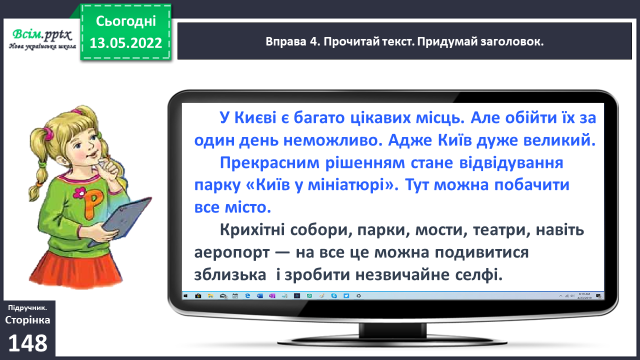 Всім.pptx
Нова українська школа
Сьогодні
13.05.2022
Вправа 4. Прочитай текст. Придумай заголовок.
У Києві є багато цікавих місць. Але обійти їх за
один день неможливо. Адже Київ дуже великий.
Прекрасним рішенням стане відвідування
парку «Київ у мініатюрі». Тут можна побачити
все місто.
Крихітні собори, парки, мости, театри, навіть
аеропорт — на все це можна подивитися
зблизька і зробити незвичайне селфі.
Р
Підручник.
Сторінка
148